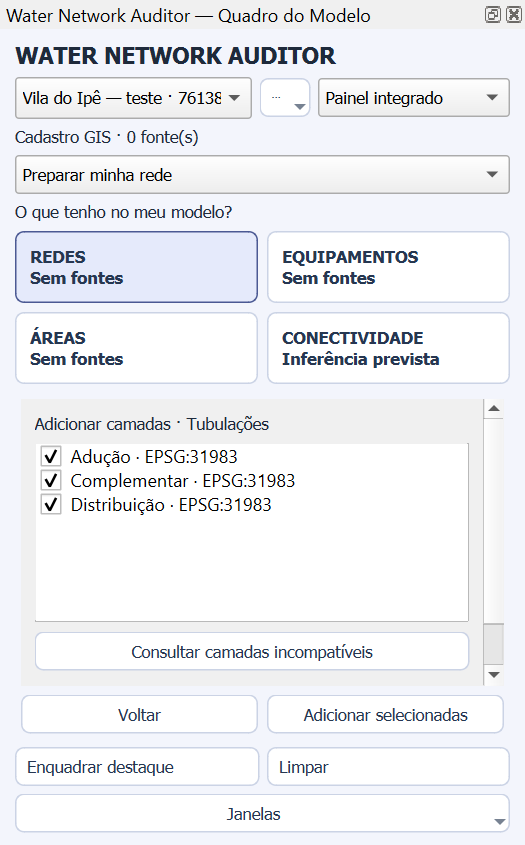 Water Network Auditor — Quadro do Modelo
WATER NETWORK AUDITOR
Vila do Ipê — teste · 76138
...
Painel integrado
Cadastro GIS · 0 fonte(s)
Preparar minha rede
O que tenho no meu modelo?
REDES
Sem fontes
EQUIPAMENTOS
Sem fontes
ÁREAS
Sem fontes
CONECTIVIDADE
Inferência prevista
Adicionar camadas · Tubulações
Adução · EPSG:31983
Complementar · EPSG:31983
Distribuição · EPSG:31983
Consultar camadas incompatíveis
Voltar
Adicionar selecionadas
Enquadrar destaque
Limpar
Janelas